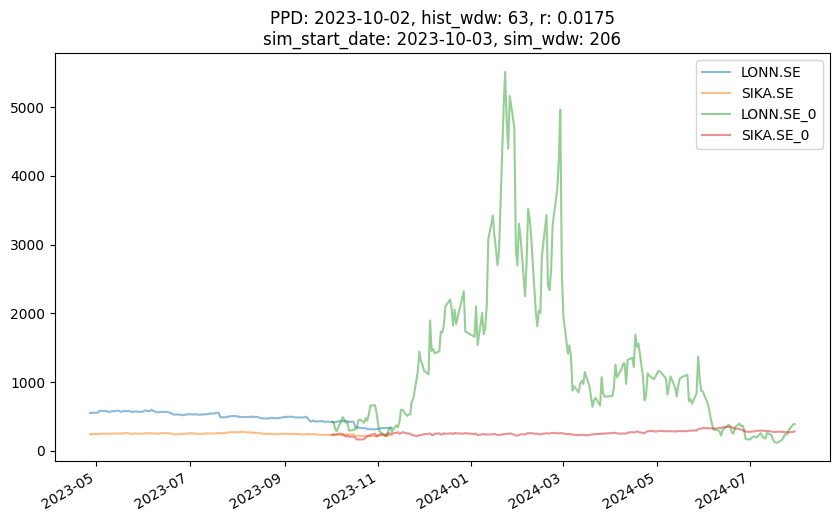 PPD: 2023-10-02, hist_wdw: 63, r: 0.0175
sim_start_date: 2023-10-03, sim_wdw: 206
LONN.SE
SIKA.SE
LONN.SE_0
SIKA.SE_0
5000
4000
3000
2000
1000
0
2023-05
2023-07
2023-09
2023-11
2024-01
2024-03
2024-05
2024-07